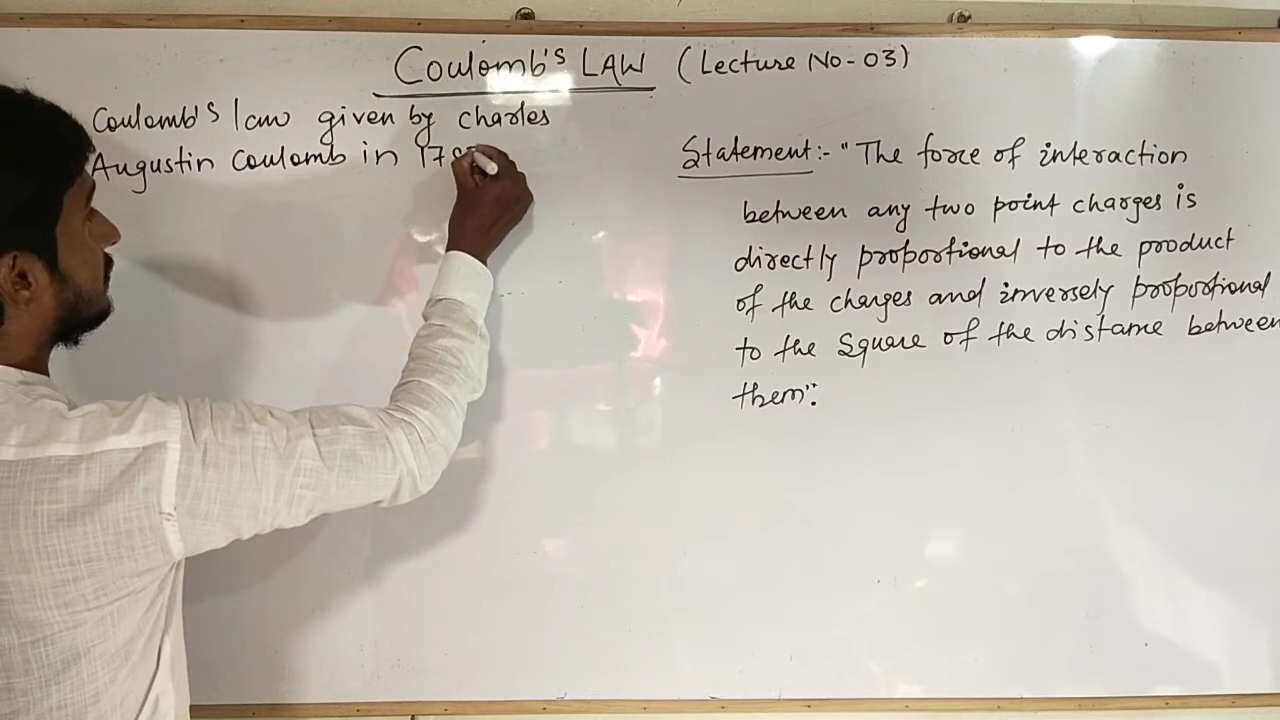 Coulomb's LAW (Lecture No-03)
Coulomb's law given by charles
Augustin Coulomb in
Statement:- "The force of interaction
between any two point charges is
directly proportional to the product
of the charges and inversely proportional
to the Square of the distance between
them".